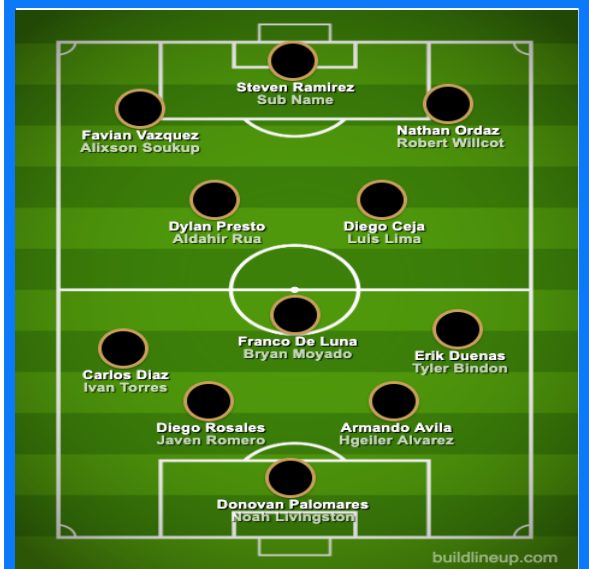 Steven Ramirez
Sub Name
Favian Vazquez
Alixson Soukup
Nathan Ordaz
Robert Willcot
Dylan Presto
Aldahir Rua
Diego Ceja
Luis Lima
Franco De Luna
Bryan Moyado
Carlos Diaz
Ivan Torres
Erik Duenas
Tyler Bindon
Diego Rosales
Javen Romero
Armando Avila
Hgeiler Alvarez
Donovan Palomares
Noah Livingston
buildlineup.com